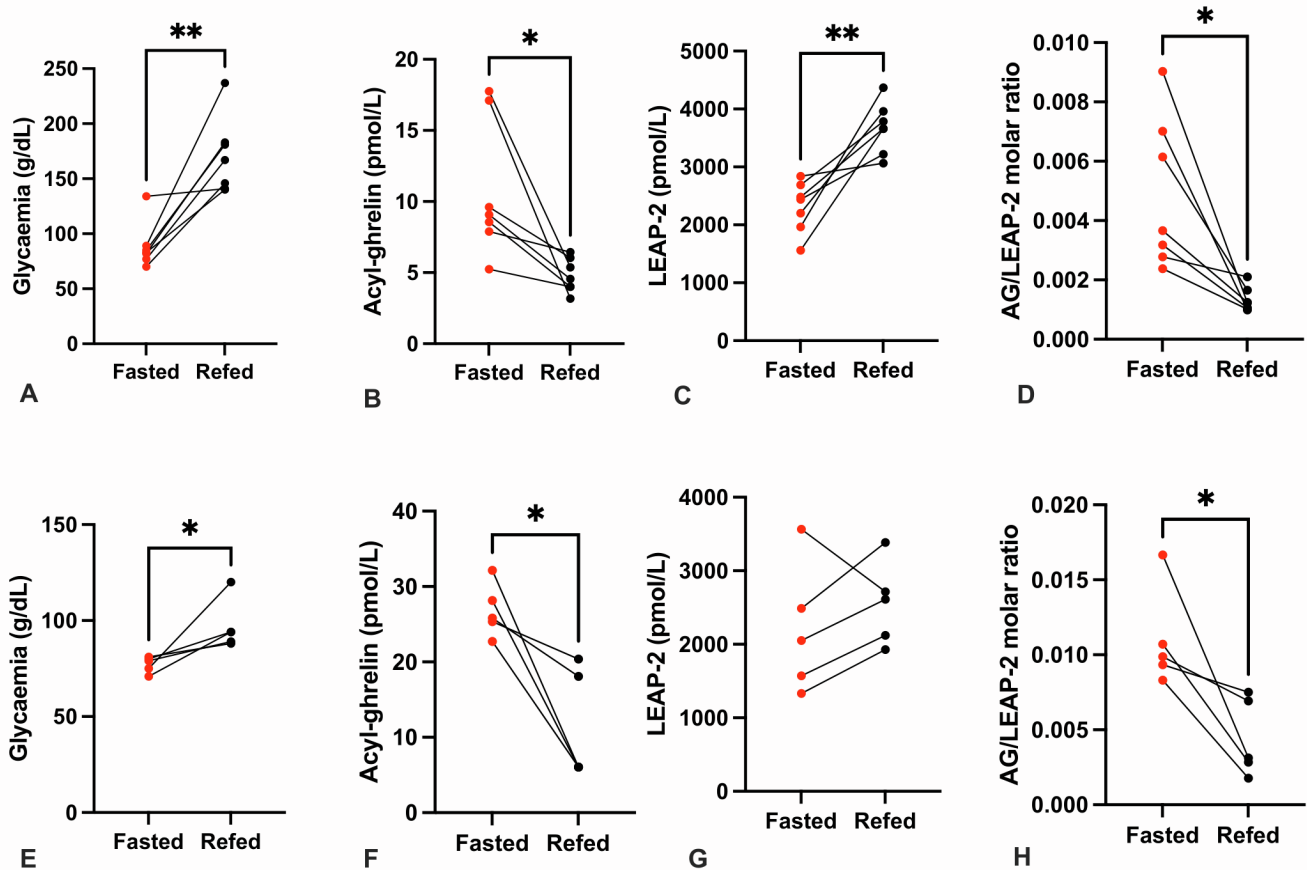 **
Glycaemia (g/dL)
250
200
150
100
50
0
Fasted Refed
A
*
Acyl-ghrelin (pmol/L)
20
15
10
5
0
Fasted Refed
B
**
LEAP-2 (pmol/L)
5000
4000
3000
2000
1000
0
Fasted Refed
C
*
AG/LEAP-2 molar ratio
0.010
0.008
0.006
0.004
0.002
0.000
Fasted Refed
D
*
Glycaemia (g/dL)
150
100
50
0
Fasted Refed
E
*
Acyl-ghrelin (pmol/L)
40
30
20
10
0
Fasted Refed
F
LEAP-2 (pmol/L)
4000
3000
2000
1000
0
Fasted Refed
G
*
AG/LEAP-2 molar ratio
0.020
0.015
0.010
0.005
0.000
Fasted Refed
H